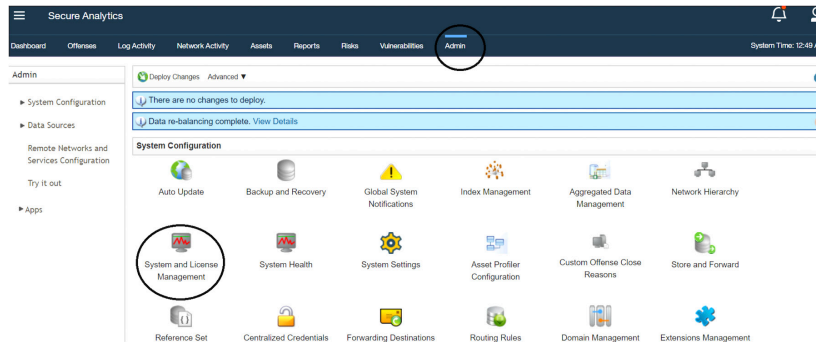 Secure Analytics
Dashboard Offenses Log Activity Network Activity Assets Reports Risks Vulnerabilities Admin System Time: 12:49
Admin
Deploy Changes Advanced ▼
There are no changes to deploy.
Data re-balancing complete. View Details
System Configuration
► System Configuration
► Data Sources
Remote Networks and
Services Configuration
Try it out
► Apps
Auto Update Backup and Recovery Global System
Notifications Index Management Aggregated Data
Management Network Hierarchy
System and License
Management System Health System Settings Asset Profiler
Configuration Custom Offense Close
Reasons Store and Forward
Reference Set Centralized Credentials Forwarding Destinations Routing Rules Domain Management Extensions Management